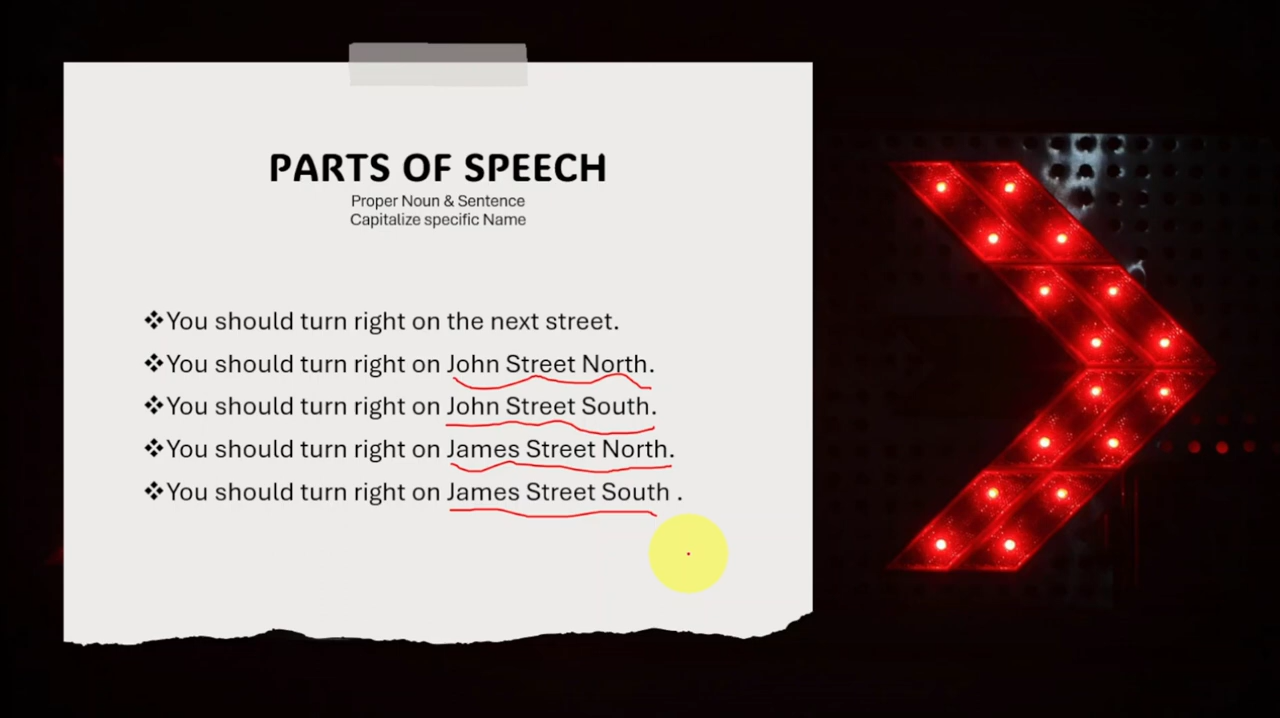 PARTS OF SPEECH
Proper Noun & Sentence
Capitalize specific Name
❖You should turn right on the next street.
❖You should turn right on John Street North.
❖You should turn right on John Street South.
❖You should turn right on James Street North.
❖You should turn right on James Street South .